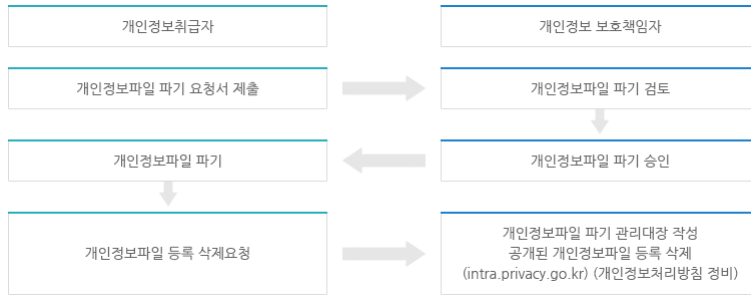 개인정보취급자
개인정보 보호책임자
개인정보파일 파기 요청서 제출
개인정보파일 파기 검토
개인정보파일 파기
개인정보파일 파기 승인
개인정보파일 등록 삭제요청
개인정보파일 파기 관리대장 작성
공개된 개인정보파일 등록 삭제
(intra.privacy.go.kr) (개인정보처리방침 정비)